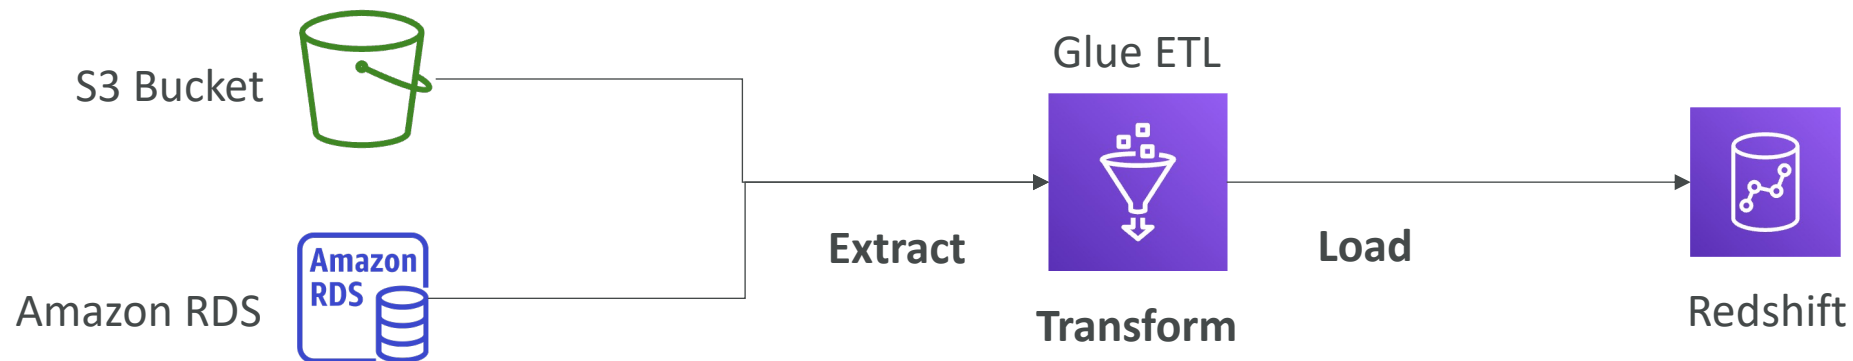 S3 Bucket
Glue ETL
Amazon
RDS
Amazon RDS
Extract
Transform
Load
Redshift